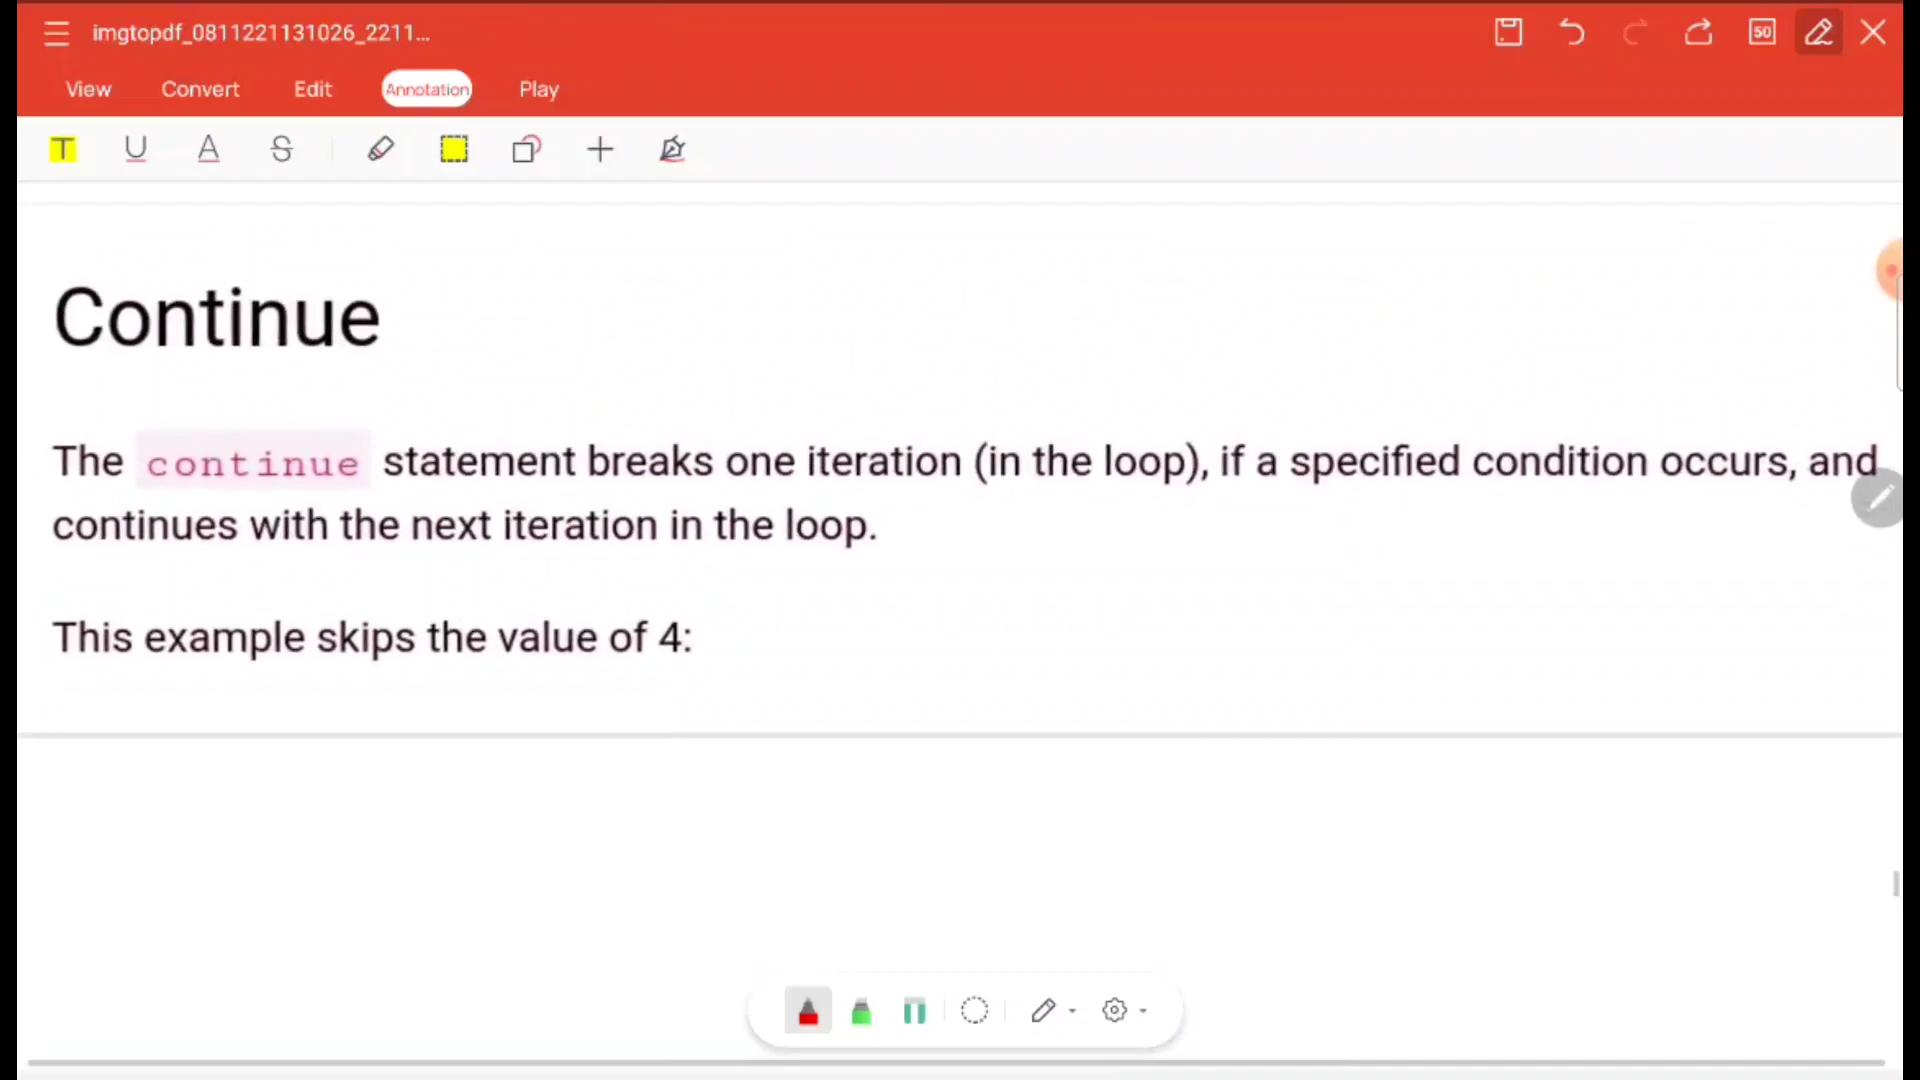 imgtopdf_0811221131026_2211...
50
View Convert Edit Annotation Play
T U A S
Continue
The continue statement breaks one iteration (in the loop), if a specified condition occurs, and
continues with the next iteration in the loop.
This example skips the value of 4: